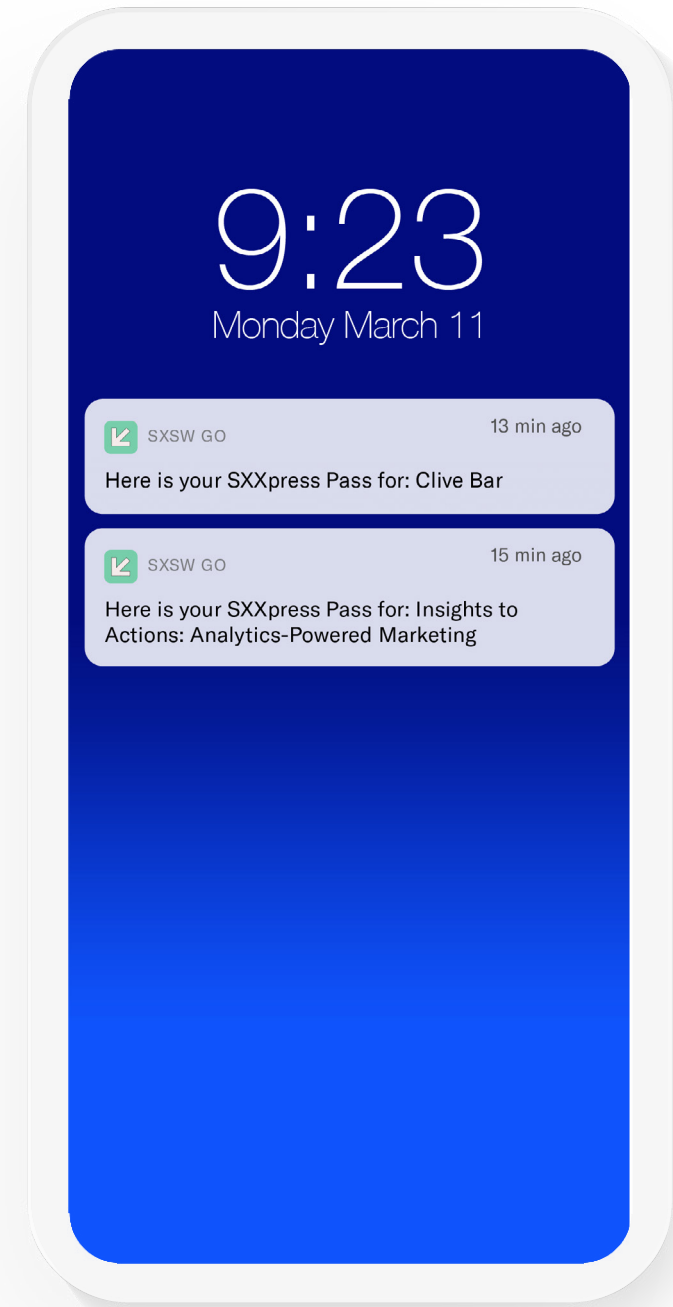 9:23
Monday March 11
SXSW GO
13 min ago
Here is your SXXpress Pass for: Clive Bar
SXSW GO
15 min ago
Here is your SXXpress Pass for: Insights to
Actions: Analytics-Powered Marketing